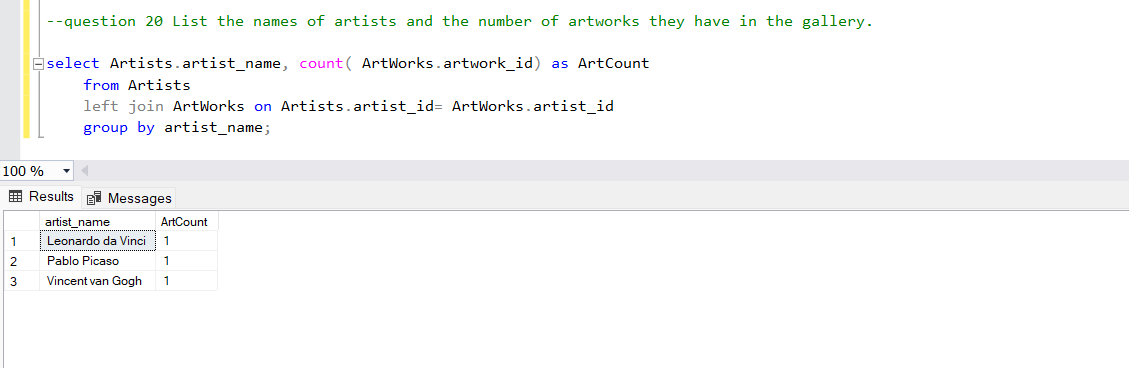 --question 20 List the names of artists and the number of artworks they have in the gallery.
select Artists.artist_name, count( ArtWorks.artwork_id) as ArtCount
from Artists
left join ArtWorks on Artists.artist_id= ArtWorks.artist_id
group by artist_name;
100 %
Results Messages
artist_name ArtCount
1 Leonardo da Vinci 1
2 Pablo Picaso 1
3 Vincent van Gogh 1